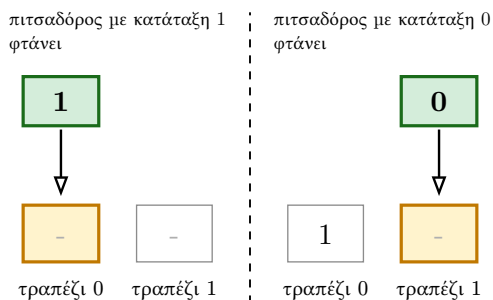 πιτσαδόρος με κατάταξη 1
φτάνει
1
-
-
τραπέζι 0
τραπέζι 1
πιτσαδόρος με κατάταξη 0
φτάνει
0
1
-
τραπέζι 0
τραπέζι 1